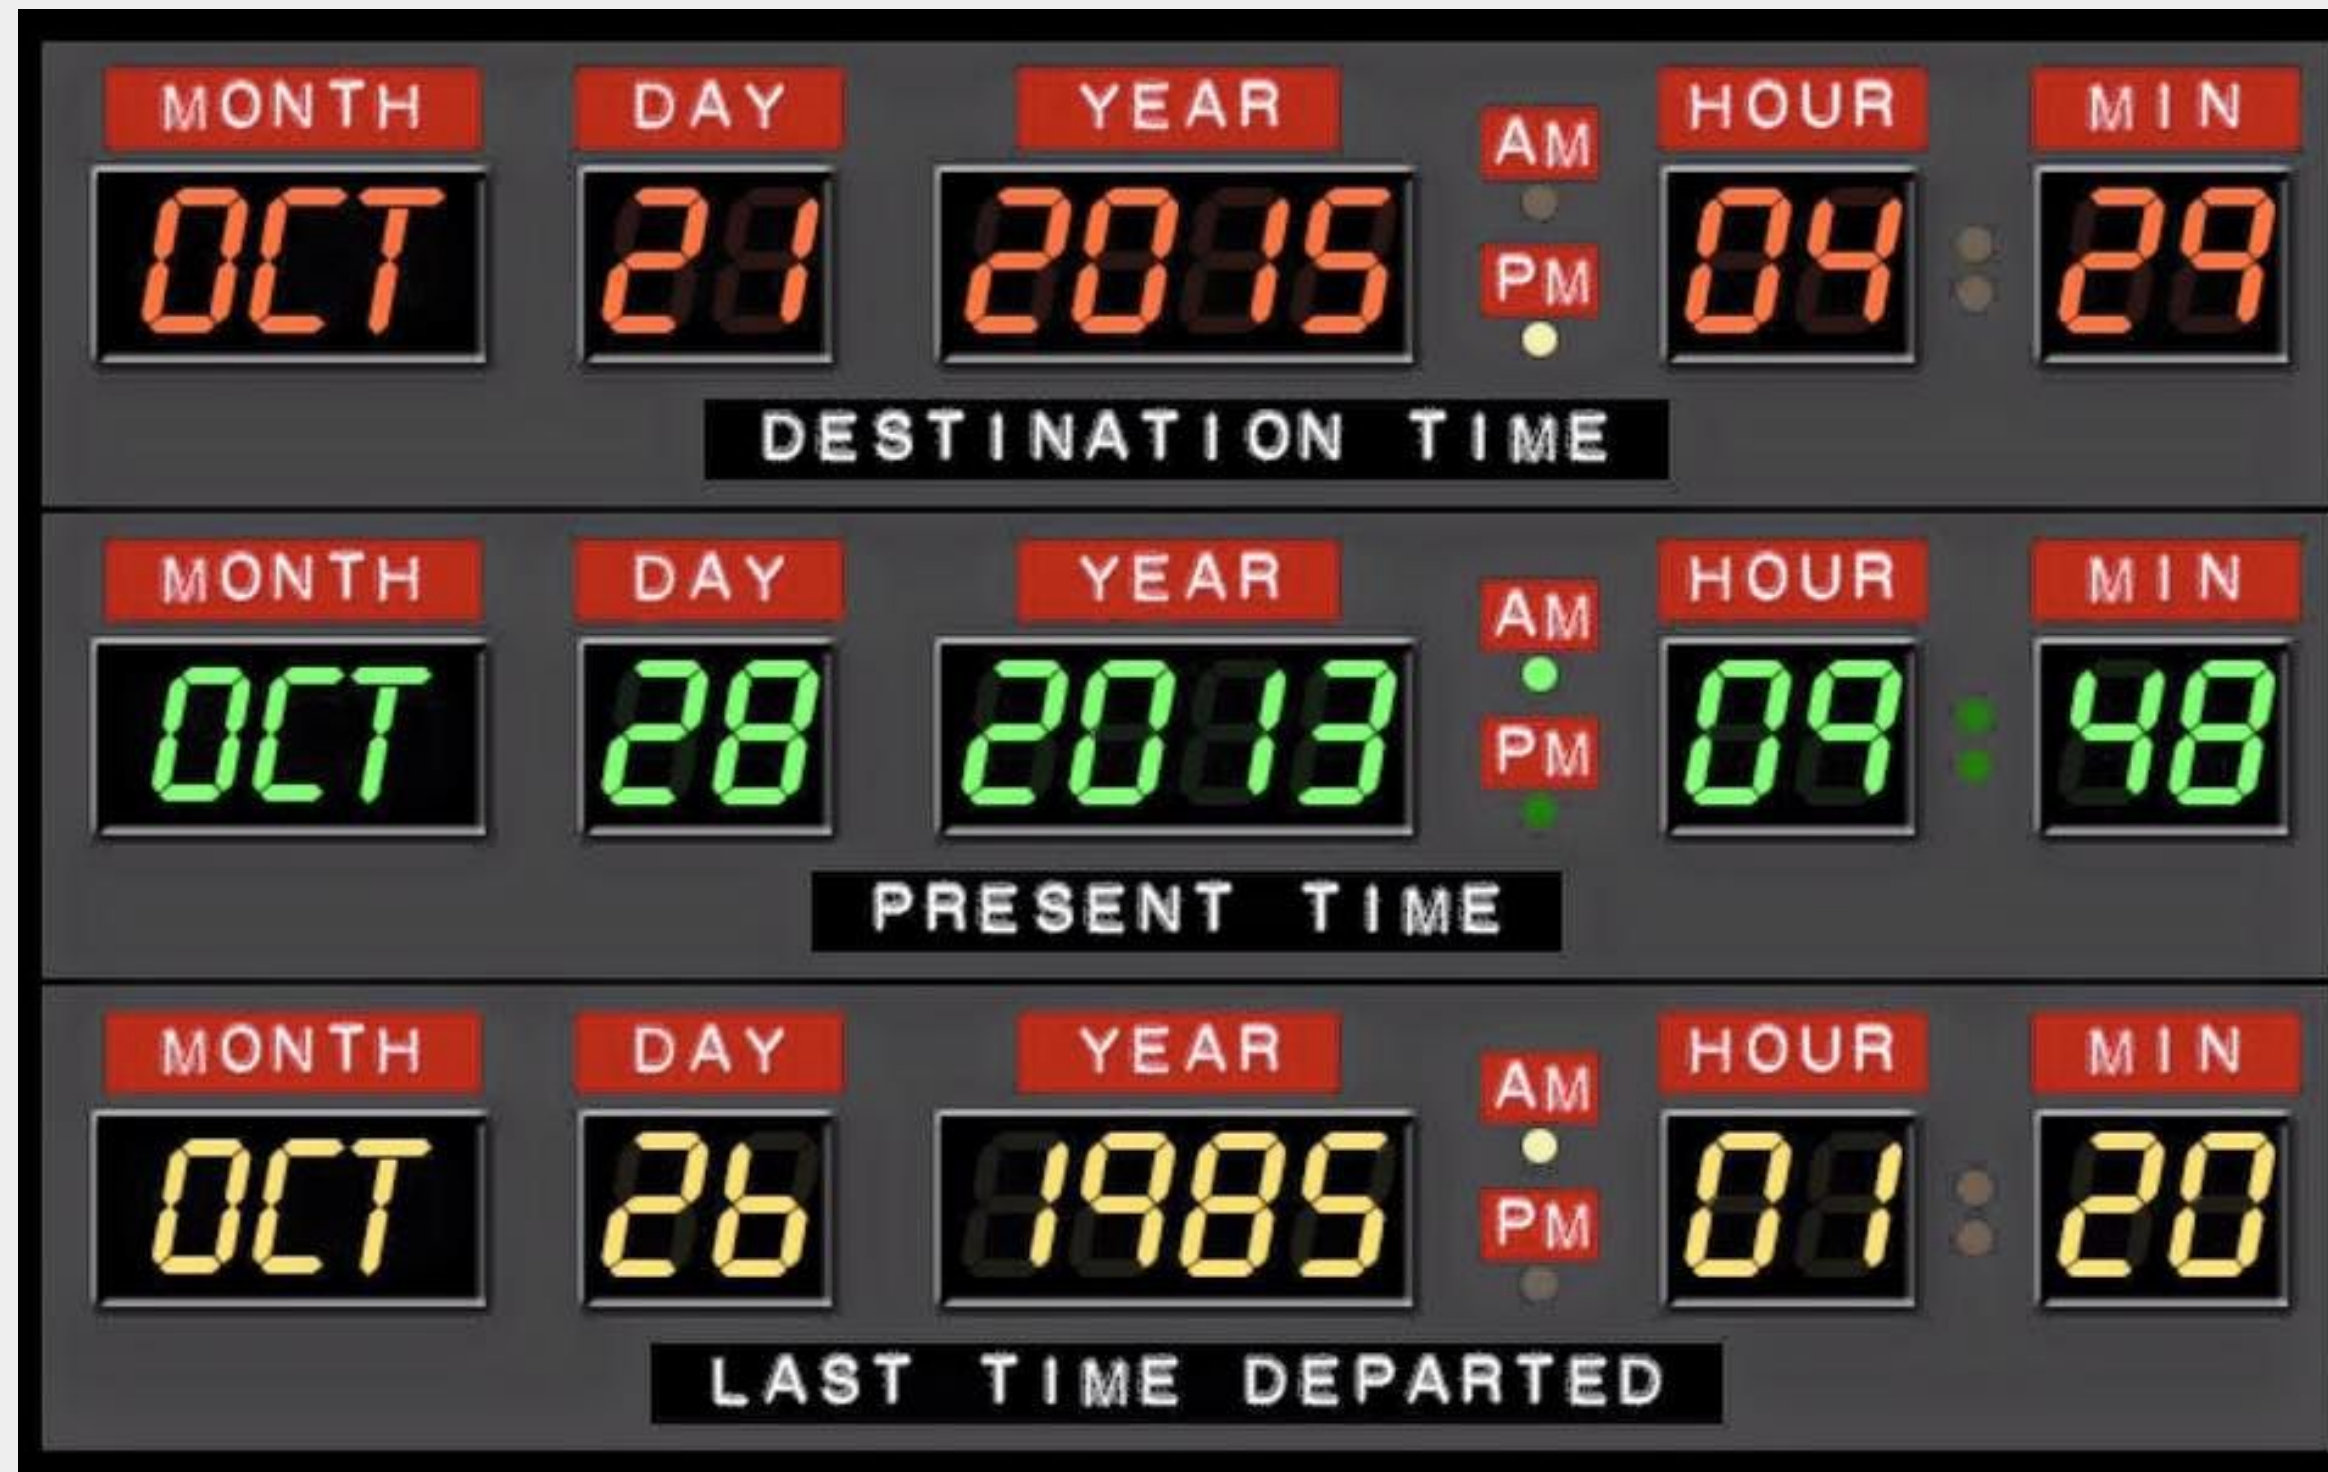 MONTH DAY YEAR AM HOUR MIN
OCT 21 2015 PM 04 29
DESTINATION TIME
MONTH DAY YEAR AM HOUR MIN
OCT 28 2013 PM 09 48
PRESENT TIME
MONTH DAY YEAR AM HOUR MIN
OCT 26 1985 PM 01 20
LAST TIME DEPARTED